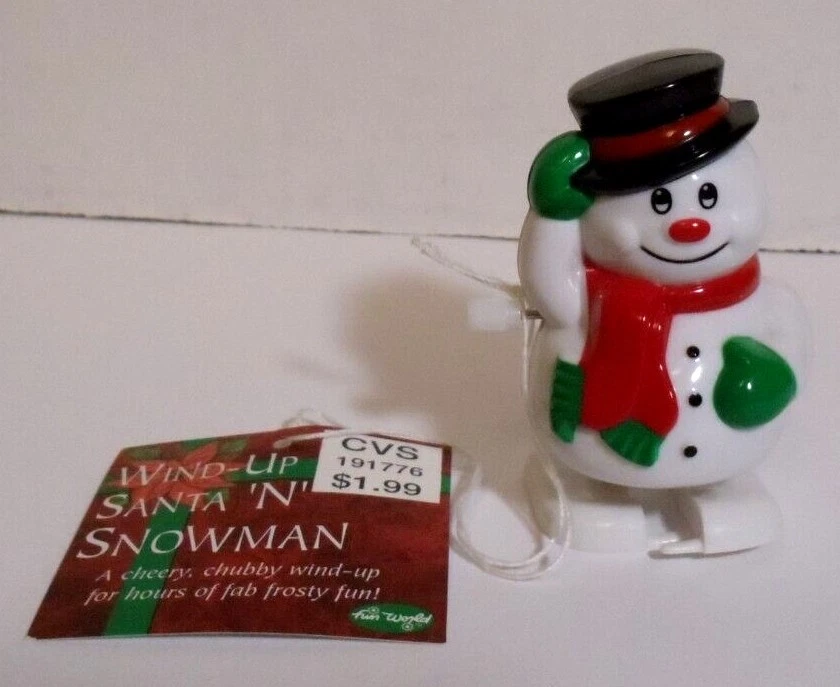 CVS
191776
$1.99
WIND-UP
SANTA 'N'
SNOWMAN
A cheery, chubby wind-up
for hours of fab frosty fun!
fun world